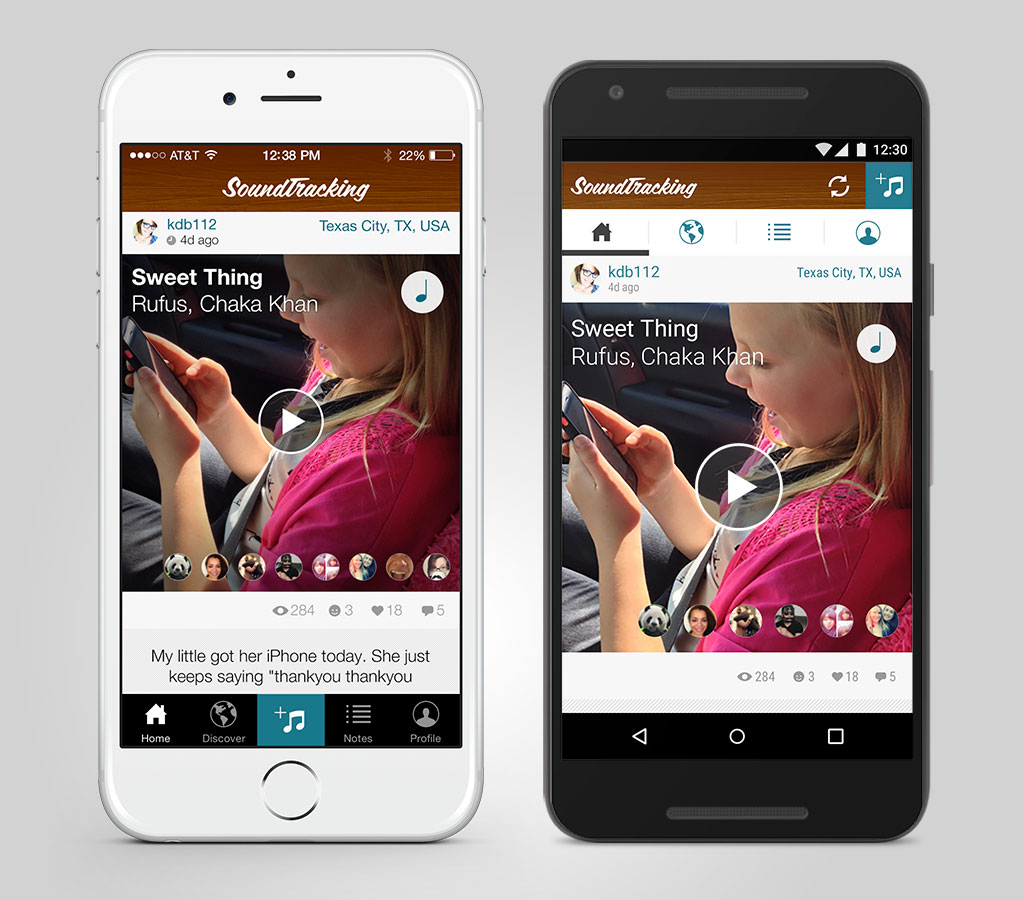 AT&T 12:38 PM 22%
SoundTracking
kdb112
4d ago
Texas City, TX, USA
Sweet Thing
Rufus, Chaka Khan
284 3 18 5
My little got her iPhone today. She just
keeps saying "thankyou thankyou
Home Discover Notes Profile
12:30
SoundTracking
kdb112
4d ago
Texas City, TX, USA
Sweet Thing
Rufus, Chaka Khan
284 3 18 5